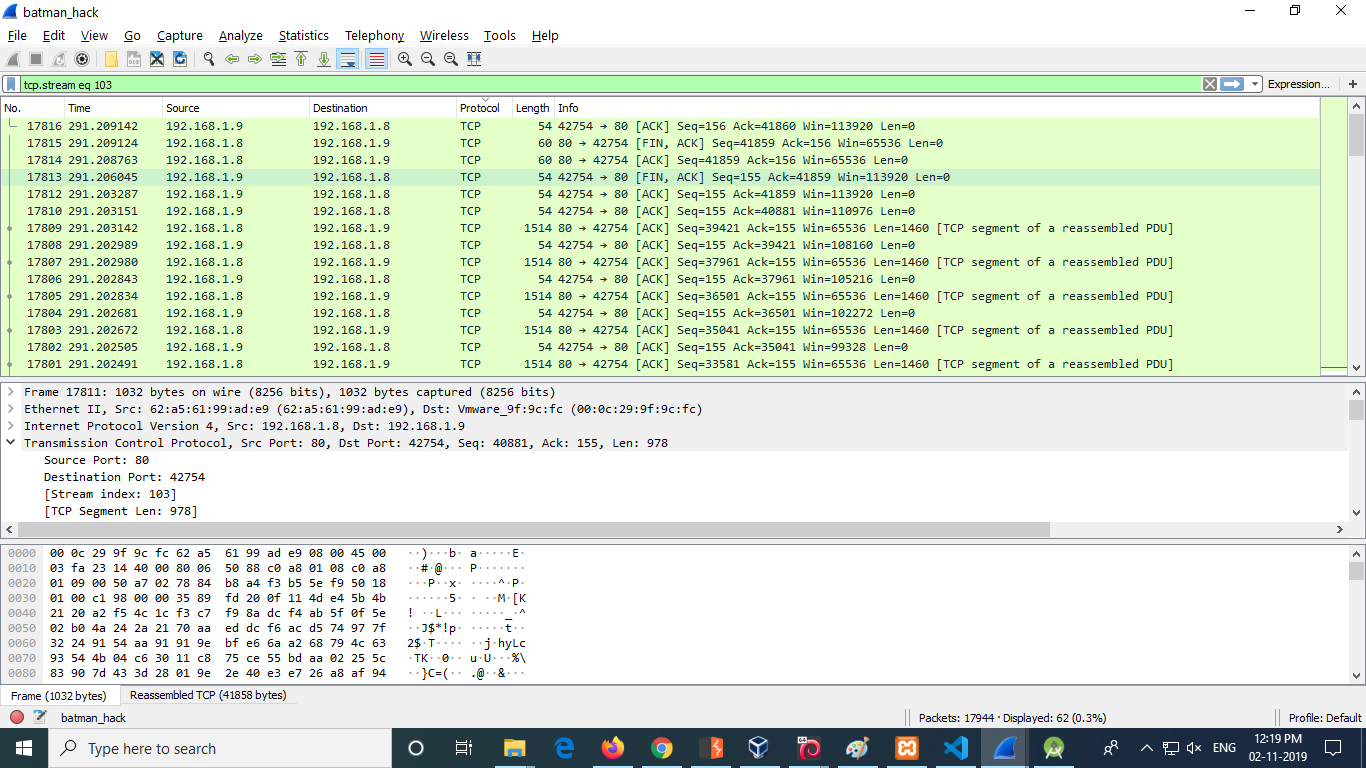 batman_hack
File Edit View Go Capture Analyze Statistics Telephony Wireless Tools Help
tcp.stream eq 103 Expression… +
No. Time Source Destination Protocol Length Info
17816 291.209142 192.168.1.9 192.168.1.8 TCP 54 42754 → 80 [ACK] Seq=156 Ack=41860 Win=113920 Len=0
17815 291.209124 192.168.1.8 192.168.1.9 TCP 60 80 → 42754 [FIN, ACK] Seq=41859 Ack=156 Win=65536 Len=0
17814 291.208763 192.168.1.8 192.168.1.9 TCP 60 80 → 42754 [ACK] Seq=41859 Ack=156 Win=65536 Len=0
17813 291.206045 192.168.1.9 192.168.1.8 TCP 54 42754 → 80 [FIN, ACK] Seq=155 Ack=41859 Win=113920 Len=0
17812 291.203287 192.168.1.9 192.168.1.8 TCP 54 42754 → 80 [ACK] Seq=155 Ack=41859 Win=113920 Len=0
17810 291.203151 192.168.1.9 192.168.1.8 TCP 54 42754 → 80 [ACK] Seq=155 Ack=40881 Win=110976 Len=0
17809 291.203142 192.168.1.8 192.168.1.9 TCP 1514 80 → 42754 [ACK] Seq=39421 Ack=155 Win=65536 Len=1460 [TCP segment of a reassembled PDU]
17808 291.202989 192.168.1.9 192.168.1.8 TCP 54 42754 → 80 [ACK] Seq=155 Ack=39421 Win=108160 Len=0
17807 291.202980 192.168.1.8 192.168.1.9 TCP 1514 80 → 42754 [ACK] Seq=37961 Ack=155 Win=65536 Len=1460 [TCP segment of a reassembled PDU]
17806 291.202843 192.168.1.9 192.168.1.8 TCP 54 42754 → 80 [ACK] Seq=155 Ack=37961 Win=105216 Len=0
17805 291.202834 192.168.1.8 192.168.1.9 TCP 1514 80 → 42754 [ACK] Seq=36501 Ack=155 Win=65536 Len=1460 [TCP segment of a reassembled PDU]
17804 291.202681 192.168.1.9 192.168.1.8 TCP 54 42754 → 80 [ACK] Seq=155 Ack=36501 Win=102272 Len=0
17803 291.202672 192.168.1.8 192.168.1.9 TCP 1514 80 → 42754 [ACK] Seq=35041 Ack=155 Win=65536 Len=1460 [TCP segment of a reassembled PDU]
17802 291.202505 192.168.1.9 192.168.1.8 TCP 54 42754 → 80 [ACK] Seq=155 Ack=35041 Win=99328 Len=0
17801 291.202491 192.168.1.8 192.168.1.9 TCP 1514 80 → 42754 [ACK] Seq=33581 Ack=155 Win=65536 Len=1460 [TCP segment of a reassembled PDU]
Frame 17811: 1032 bytes on wire (8256 bits), 1032 bytes captured (8256 bits)
Ethernet II, Src: 62:a5:61:99:ad:e9 (62:a5:61:99:ad:e9), Dst: Vmware_9f:9c:fc (00:0c:29:9f:9c:fc)
Internet Protocol Version 4, Src: 192.168.1.8, Dst: 192.168.1.9
Transmission Control Protocol, Src Port: 80, Dst Port: 42754, Seq: 40881, Ack: 155, Len: 978
Source Port: 80
Destination Port: 42754
[Stream index: 103]
[TCP Segment Len: 978]
0000 00 0c 29 9f 9c fc 62 a5 61 99 ad e9 08 00 45 00 ··)···b· a·····E·
0010 03 fa 23 14 40 00 80 06 50 88 c0 a8 01 08 c0 a8 ··#·@··· P·······
0020 01 09 00 50 a7 02 78 84 b8 a4 f3 b5 5e f9 50 18 ···P··x· ····^·P·
0030 01 00 c1 98 00 00 35 89 fd 20 0f 11 4d e4 5b 4b ······5· · ··M·[K
0040 21 20 a2 f5 4c 1c f3 c7 f9 8a dc f4 ab 5f 0f 5e ! ··L··· ·····_·^
0050 02 b0 4a 24 2a 21 70 aa ed dc f6 ac d5 74 97 7f ··J$*!p· ·····t··
0060 32 24 91 54 aa 91 91 9e bf e6 6a a2 68 79 4c 63 2$·T···· ··j·hyLc
0070 93 54 4b 04 c6 30 11 c8 75 ce 55 bd aa 02 25 5c ·TK··0·· u·U···%\
0080 83 90 7d 43 3d 28 01 9e 2e 40 e3 e7 26 a8 af 94 ··}C=(·· .@··&···
Frame (1032 bytes) Reassembled TCP (41858 bytes)
batman_hack Packets: 17944 · Displayed: 62 (0.3%) Profile: Default
Type here to search ENG 12:19 PM
02-11-2019